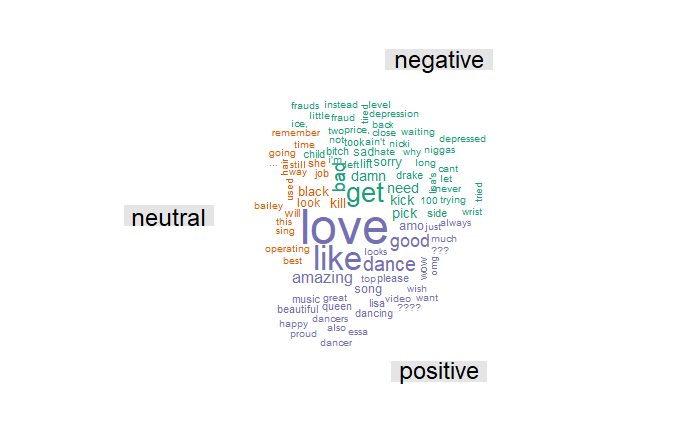 negative
frauds instead level
little fraud tired depression
ice, two price, back
remember not took ain't close waiting
time bitch sad hate nicki depressed
going child i'm why niggas
... still she left lift sorry long cant
way job bad damn drake lisa's let
used hair black get need never
look kill kick 100 trying tried
bailey will pick side wrist
neutral
this love amo just always
sing good much
operating like looks ???
best dance wow omg
amazing top please
song wish
music great lisa video want
beautiful queen dancing ????
happy dancers
proud also essa
dancer
positive